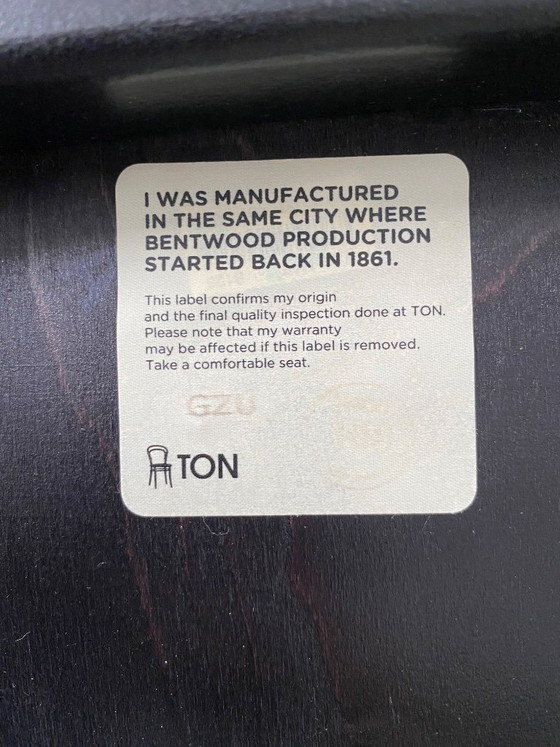 I WAS MANUFACTURED
IN THE SAME CITY WHERE
BENTWOOD PRODUCTION
STARTED BACK IN 1861.
This label confirms my origin
and the final quality inspection done at TON.
Please note that my warranty
may be affected if this label is removed.
Take a comfortable seat.
GZU
TON